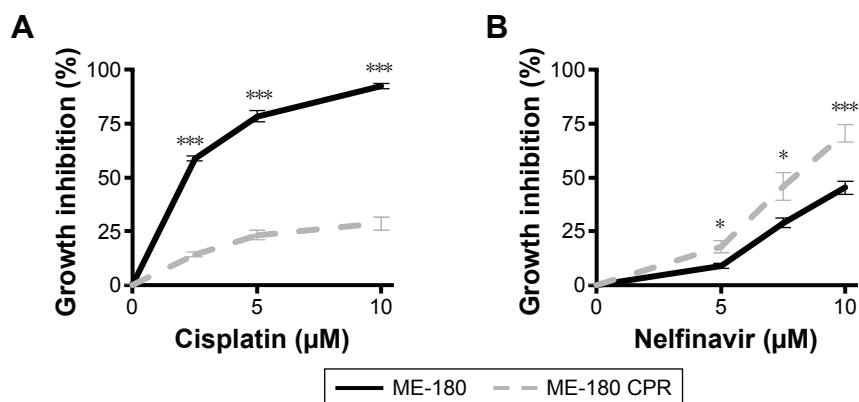 A
Growth inhibition (%)
100
75
50
25
0
***
***
***
0
5
10
Cisplatin (µM)
B
Growth inhibition (%)
100
75
50
25
0
*
*
***
0
5
10
Nelfinavir (µM)
ME-180
ME-180 CPR